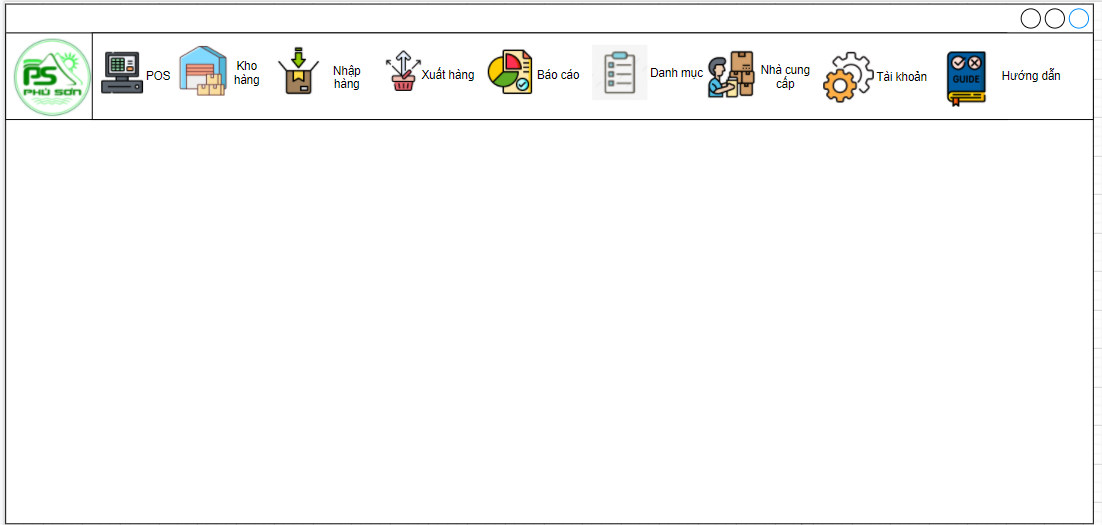 PS
PHÚ SƠN
POS
Kho
hàng
Nhập
hàng
Xuất hàng
Báo cáo
Danh mục
Nhà cung
cấp
Tài khoản
GUIDE
Hướng dẫn